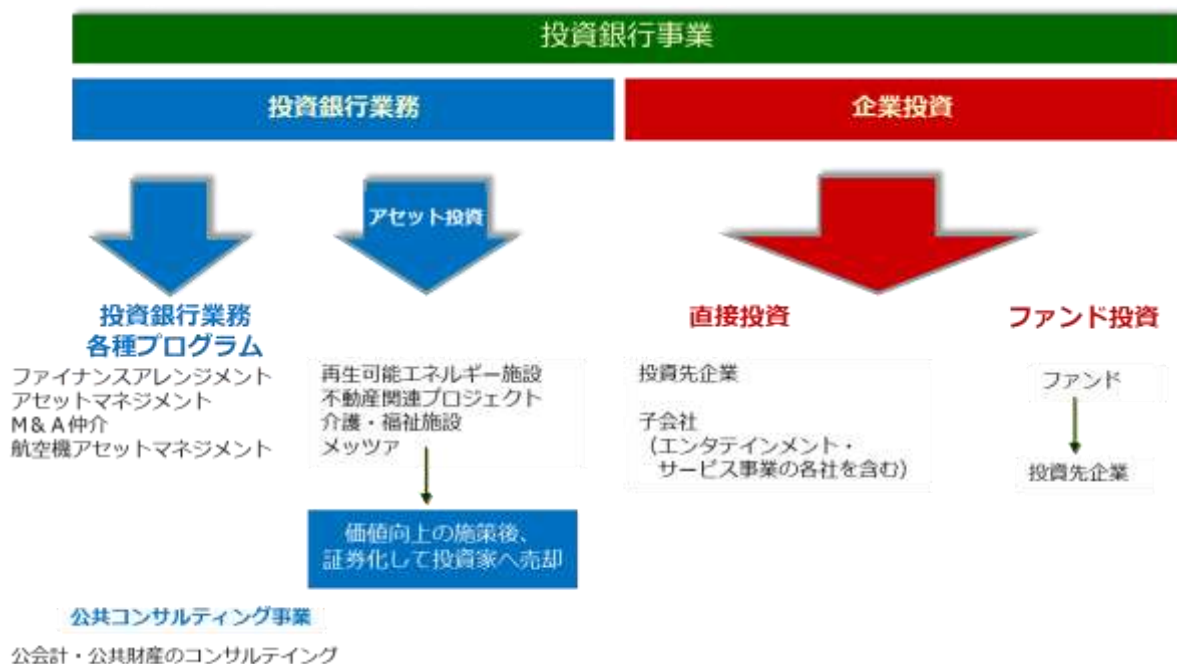 投資銀行事業
投資銀行業務
企業投資
アセット投資
投資銀行業務
各種プログラム
ファイナンスアレンジメント
アセットマネジメント
M&A仲介
航空機アセットマネジメント
再生可能エネルギー施設
不動産関連プロジェクト
介護・福祉施設
メッツァ
価値向上の施策後、
証券化して投資家へ売却
直接投資
投資先企業
子会社
（エンタテインメント・
サービス事業の各社を含む）
ファンド投資
ファンド
投資先企業
公共コンサルティング事業
公会計・公共財産のコンサルテイング